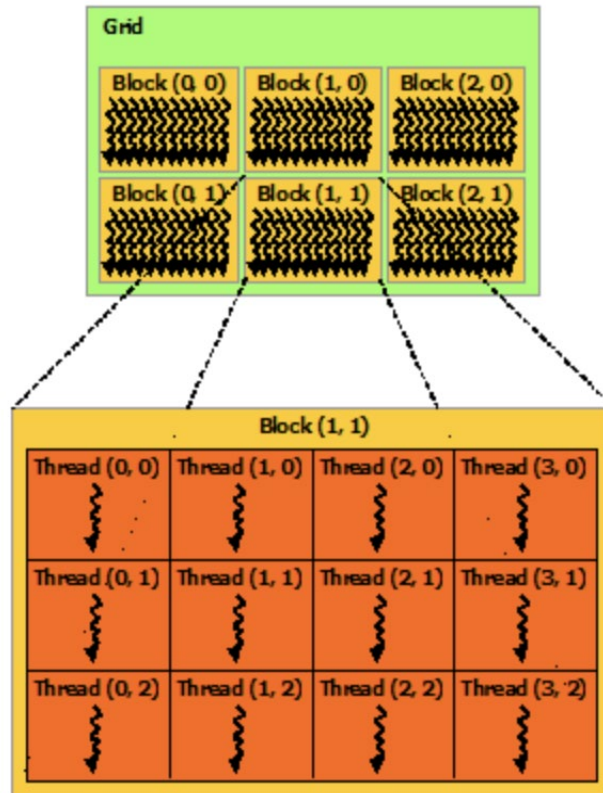 Grid
Block (0, 0) Block (1, 0) Block (2, 0)
Block (0, 1) Block (1, 1) Block (2, 1)
Block (1, 1)
Thread (0, 0) Thread (1, 0) Thread (2, 0) Thread (3, 0)
Thread (0, 1) Thread (1, 1) Thread (2, 1) Thread (3, 1)
Thread (0, 2) Thread (1, 2) Thread (2, 2) Thread (3, 2)